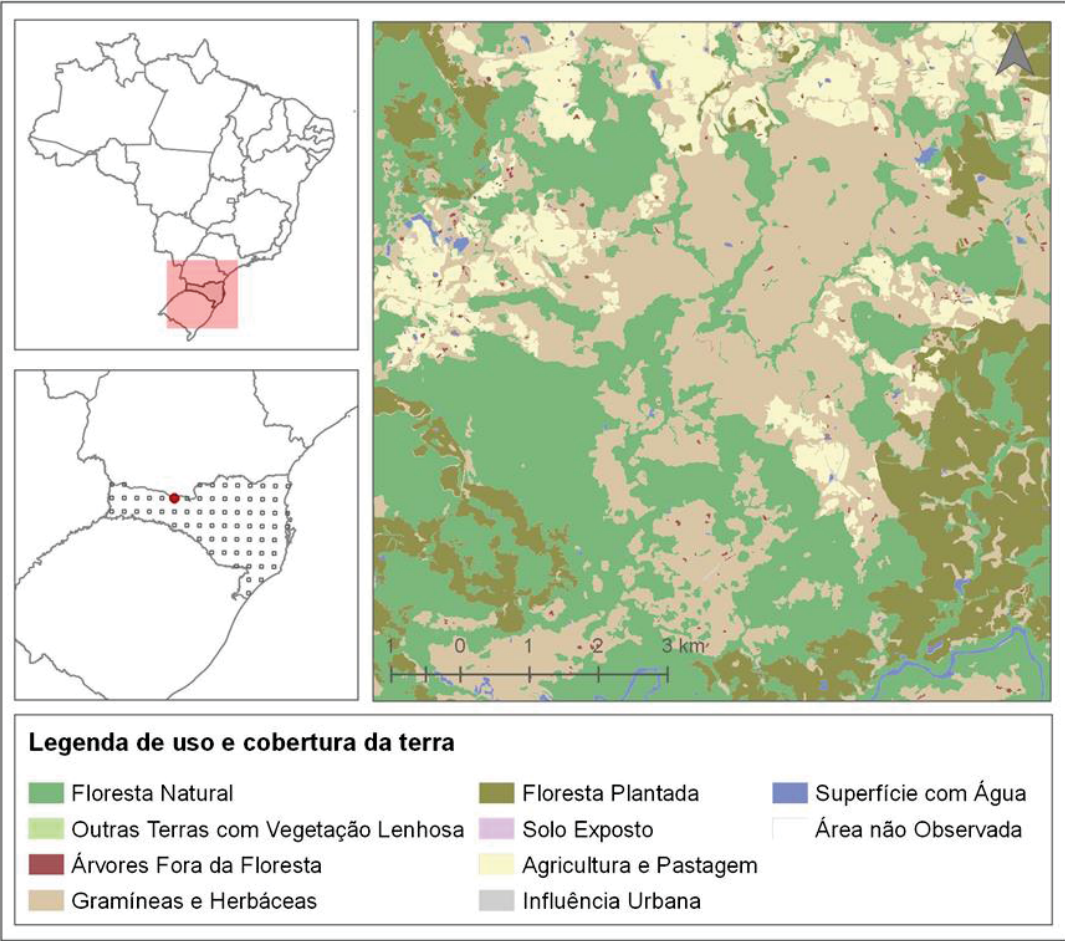 1 0 1 2 3 km
Legenda de uso e cobertura da terra
Floresta Natural
Outras Terras com Vegetação Lenhosa
Árvores Fora da Floresta
Gramíneas e Herbáceas
Floresta Plantada
Solo Exposto
Agricultura e Pastagem
Influência Urbana
Superfície com Água
Área não Observada